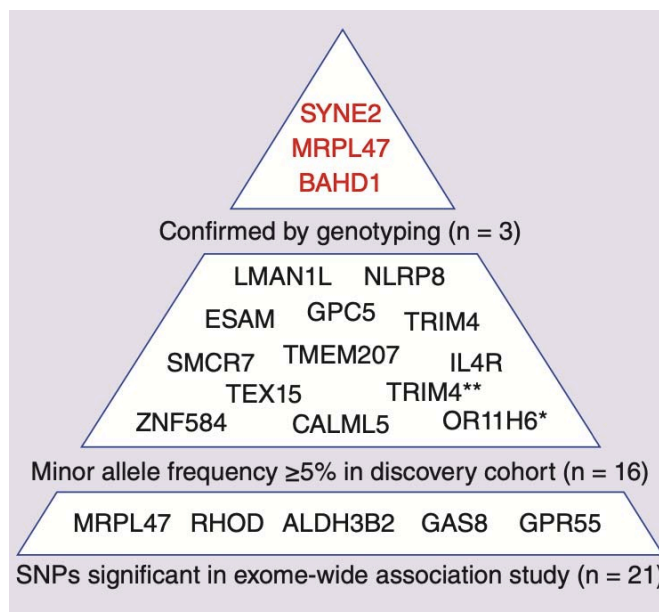 SYNE2
MRPL47
BAHD1
Confirmed by genotyping (n = 3)
LMAN1L NLRP8
ESAM GPC5 TRIM4
SMCR7 TMEM207 IL4R
TEX15 TRIM4**
ZNF584 CALML5 OR11H6*
Minor allele frequency ≥5% in discovery cohort (n = 16)
MRPL47 RHOD ALDH3B2 GAS8 GPR55
SNPs significant in exome-wide association study (n = 21)